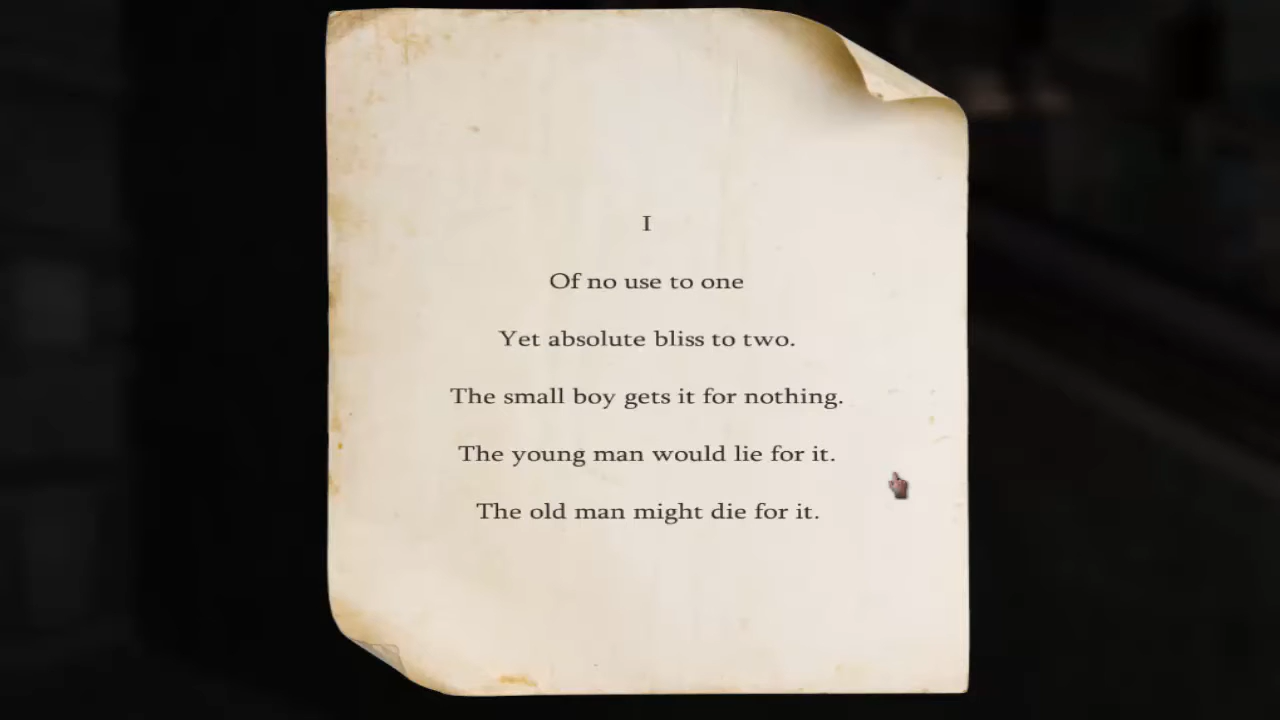 I
Of no use to one
Yet absolute bliss to two.
The small boy gets it for nothing.
The young man would lie for it.
The old man might die for it.